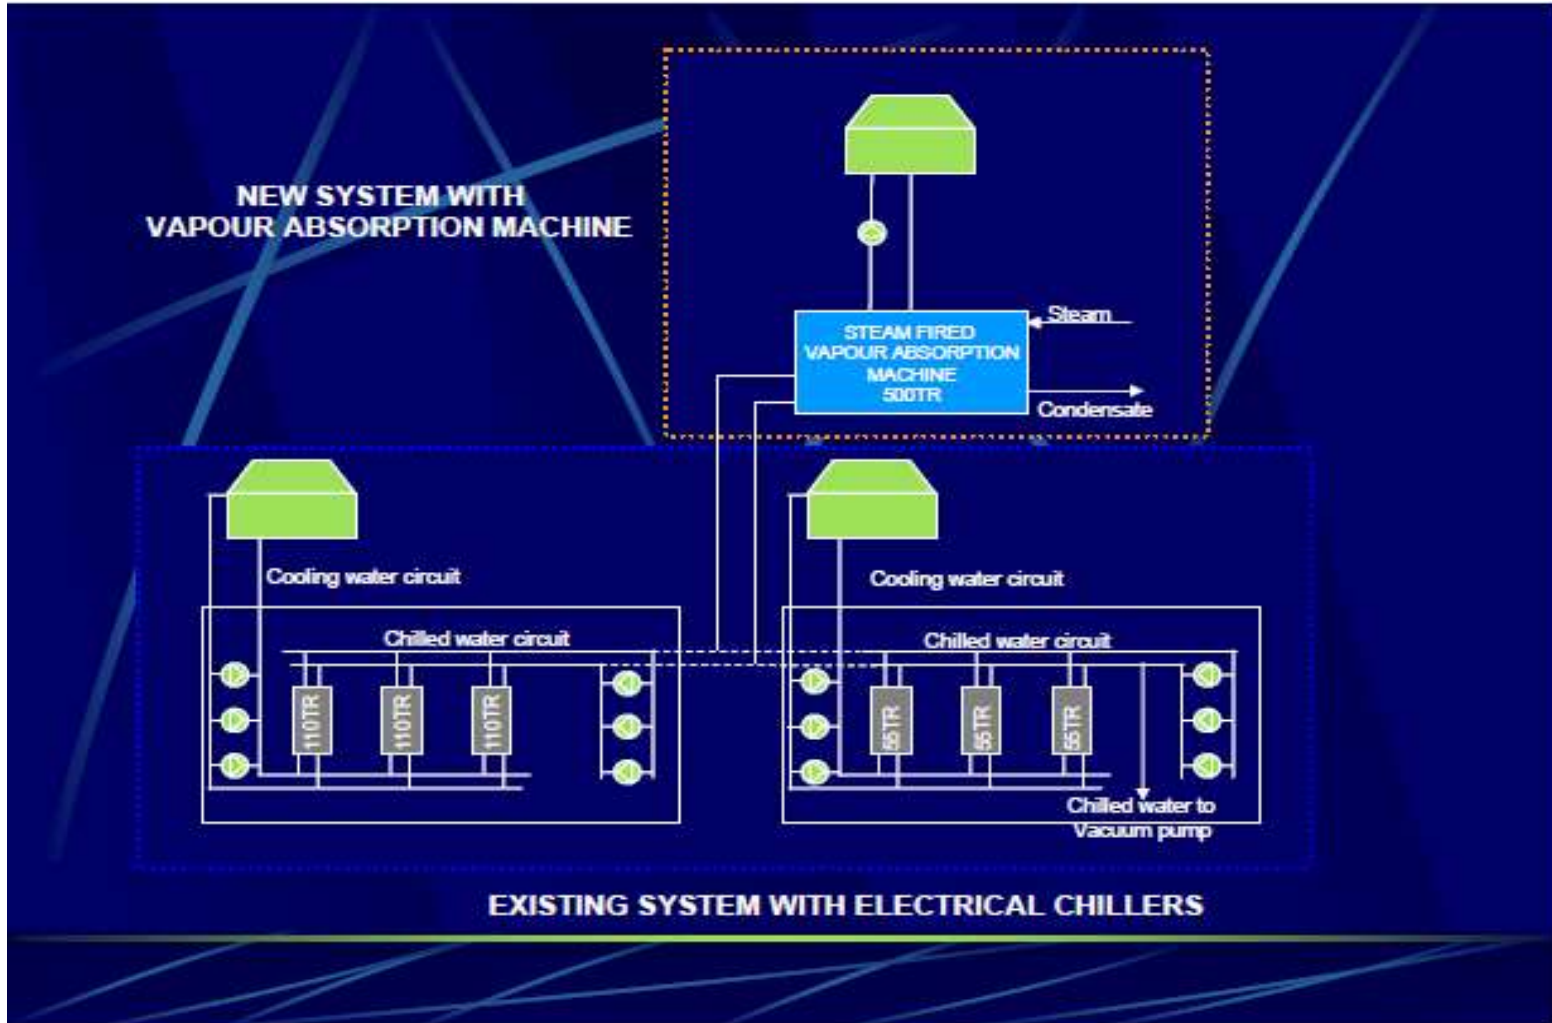 NEW SYSTEM WITH
VAPOUR ABSORPTION MACHINE
Steam
STEAM FIRED
VAPOUR ABSORPTION
MACHINE
500TR
Condensate
Cooling water circuit
Cooling water circuit
Chilled water circuit
Chilled water circuit
110TR
110TR
110TR
55TR
55TR
55TR
Chilled water to
Vacuum pump
EXISTING SYSTEM WITH ELECTRICAL CHILLERS